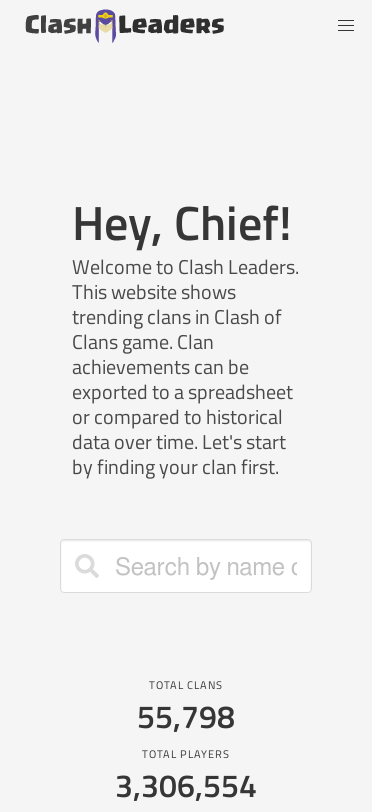 Clash Leaders
Hey, Chief!
Welcome to Clash Leaders.
This website shows
trending clans in Clash of
Clans game. Clan
achievements can be
exported to a spreadsheet
or compared to historical
data over time. Let's start
by finding your clan first.
Search by name
TOTAL CLANS
55,798
TOTAL PLAYERS
3,306,554